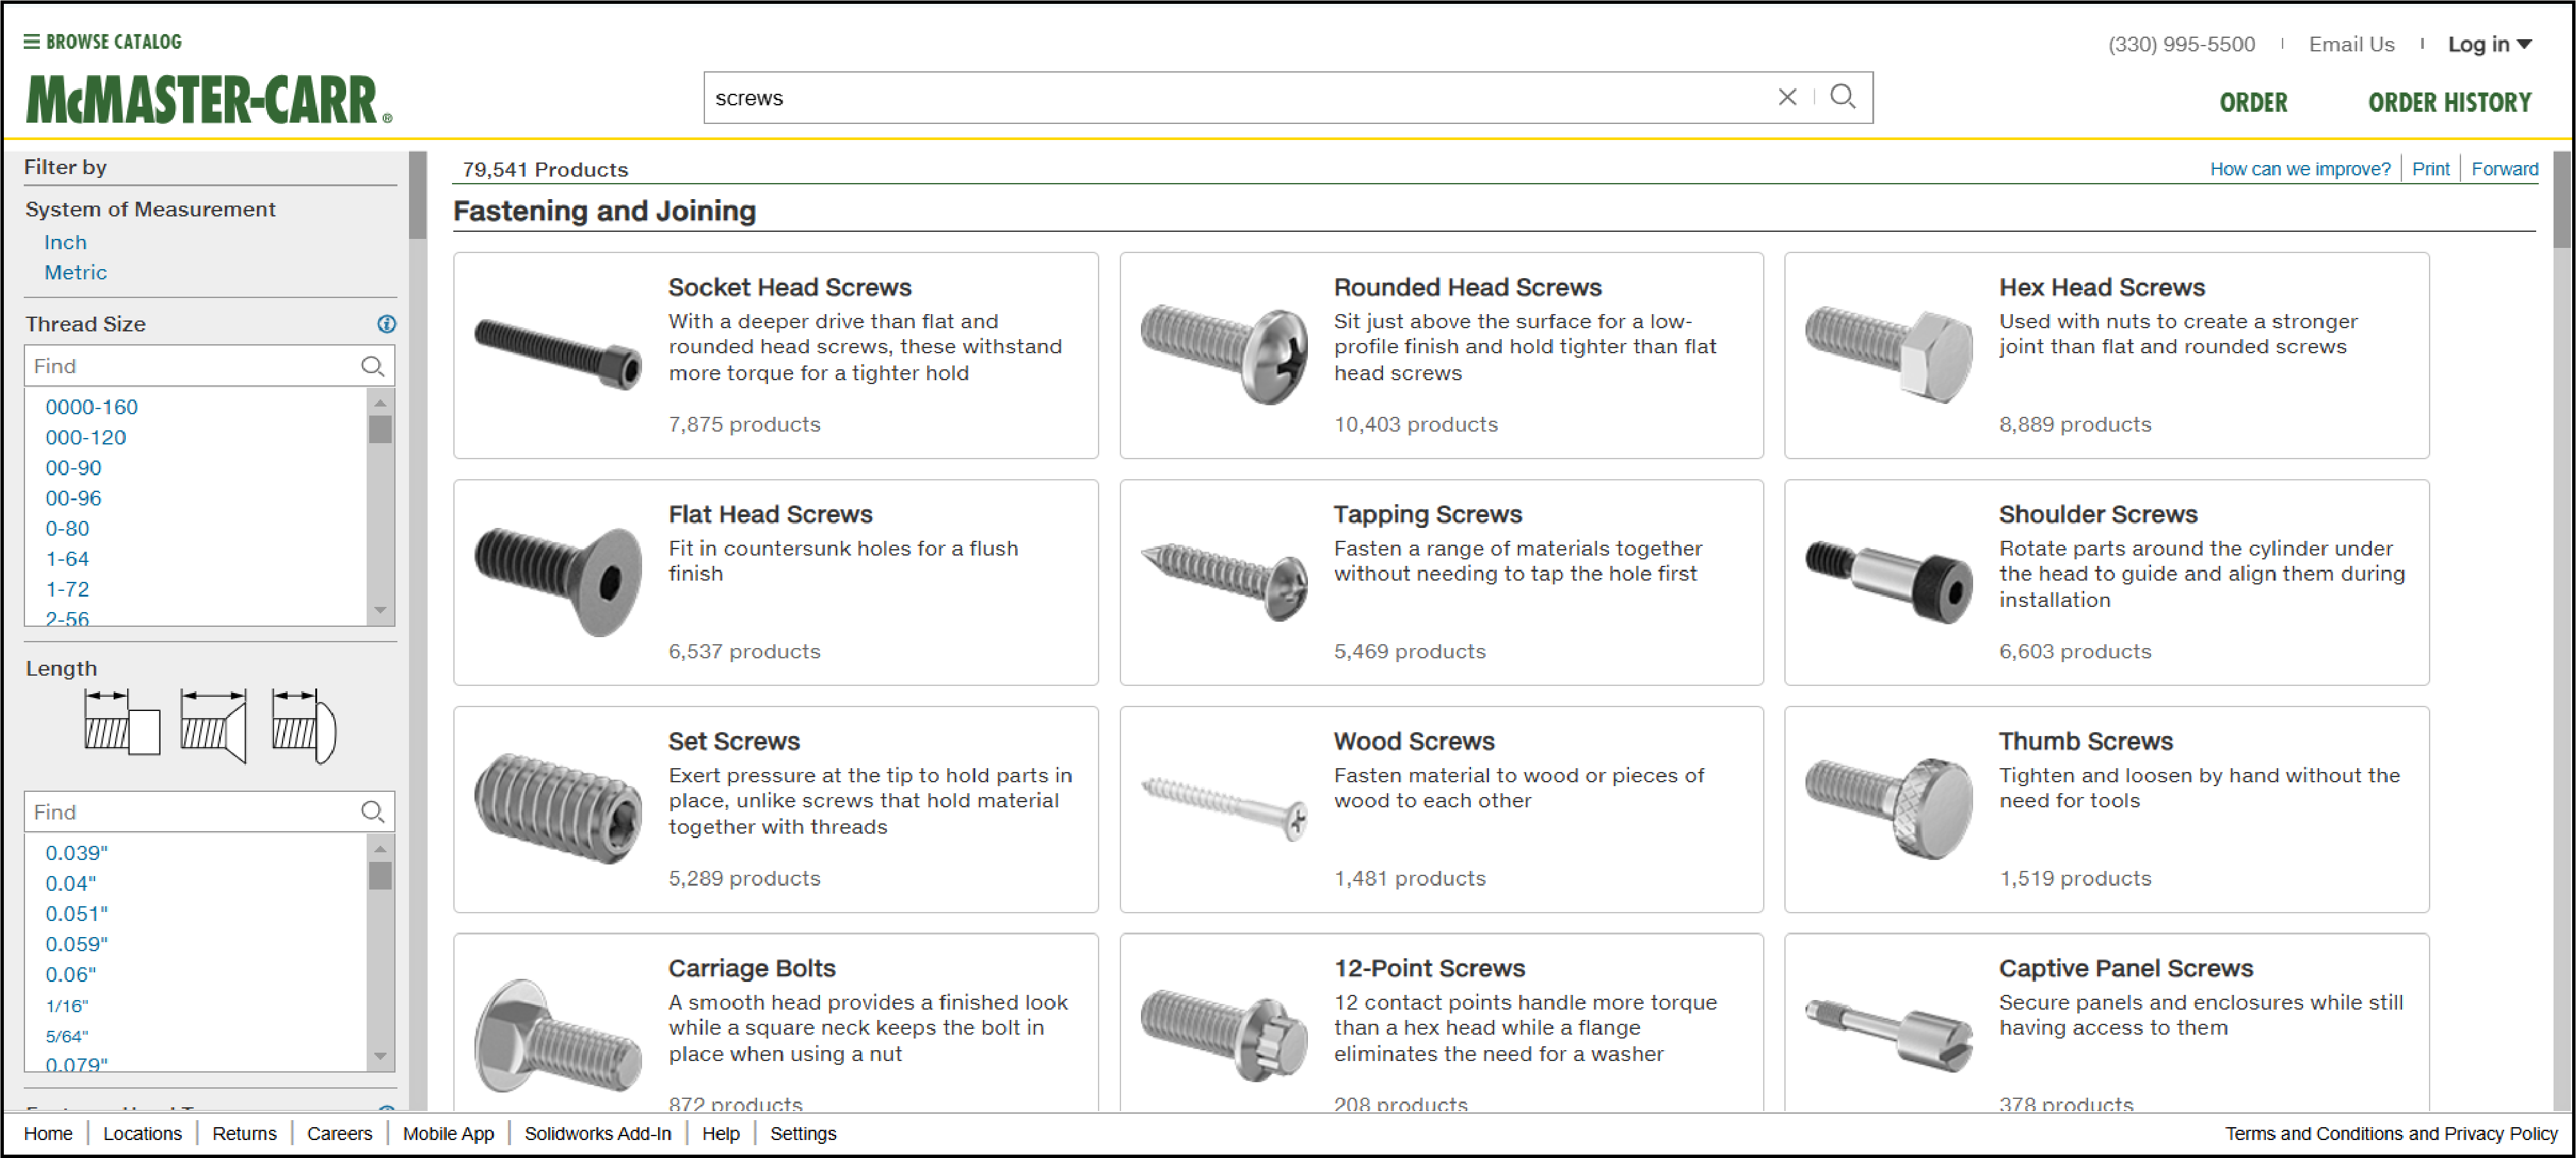 BROWSE CATALOG
(330) 995-5500
Email Us
Log in
McMASTER-CARR®
screws
ORDER
ORDER HISTORY
Filter by
System of Measurement
Inch
Metric
Thread Size
Find
0000-160
000-120
00-90
00-96
0-80
1-64
1-72
2-56
Length
Find
0.039"
0.04"
0.051"
0.059"
0.06"
1/16"
5/64"
0.079"
79,541 Products
How can we improve?
Print
Forward
Fastening and Joining
Socket Head Screws
With a deeper drive than flat and
rounded head screws, these withstand
more torque for a tighter hold
7,875 products
Rounded Head Screws
Sit just above the surface for a low-
profile finish and hold tighter than flat
head screws
10,403 products
Hex Head Screws
Used with nuts to create a stronger
joint than flat and rounded screws
8,889 products
Flat Head Screws
Fit in countersunk holes for a flush
finish
6,537 products
Tapping Screws
Fasten a range of materials together
without needing to tap the hole first
5,469 products
Shoulder Screws
Rotate parts around the cylinder under
the head to guide and align them during
installation
6,603 products
Set Screws
Exert pressure at the tip to hold parts in
place, unlike screws that hold material
together with threads
5,289 products
Wood Screws
Fasten material to wood or pieces of
wood to each other
1,481 products
Thumb Screws
Tighten and loosen by hand without the
need for tools
1,519 products
Carriage Bolts
A smooth head provides a finished look
while a square neck keeps the bolt in
place when using a nut
872 products
12-Point Screws
12 contact points handle more torque
than a hex head while a flange
eliminates the need for a washer
208 products
Captive Panel Screws
Secure panels and enclosures while still
having access to them
378 products
Home
Locations
Returns
Careers
Mobile App
Solidworks Add-In
Help
Settings
Terms and Conditions and Privacy Policy